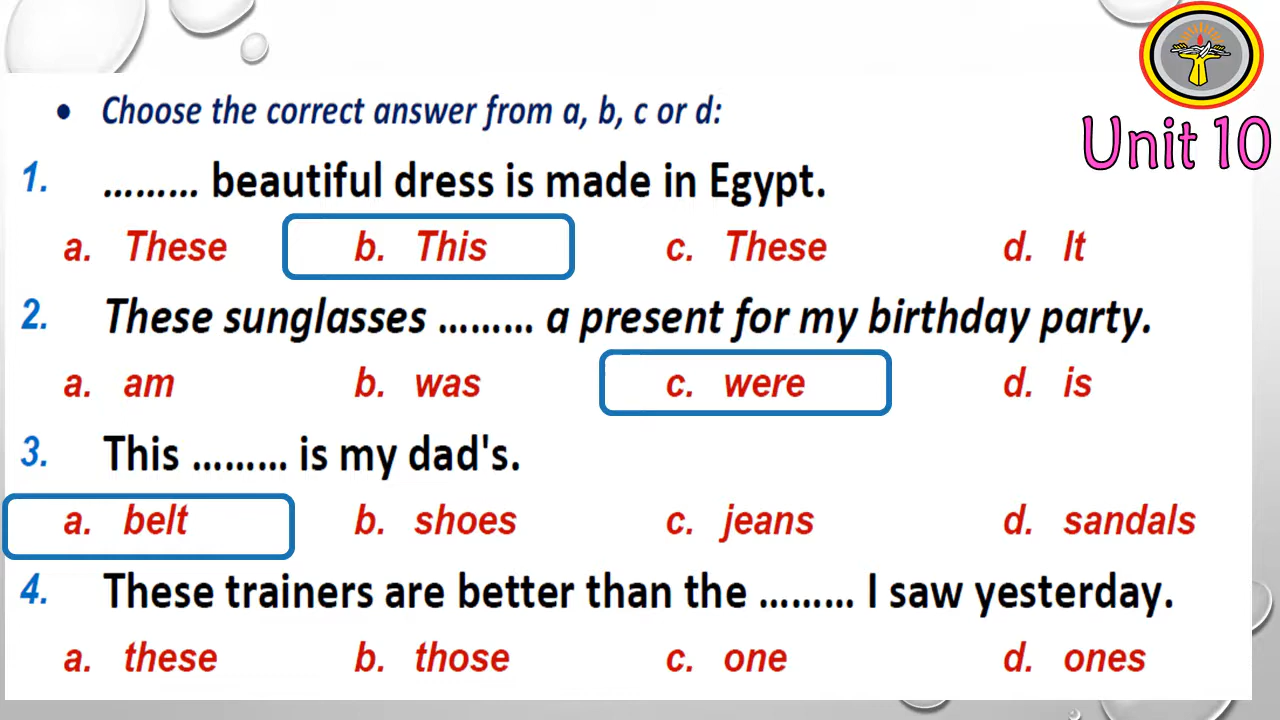 Unit 10
• Choose the correct answer from a, b, c or d:
1. ......... beautiful dress is made in Egypt.
a. These b. This c. These d. It
2. These sunglasses ......... a present for my birthday party.
a. am b. was c. were d. is
3. This ......... is my dad's.
a. belt b. shoes c. jeans d. sandals
4. These trainers are better than the ......... I saw yesterday.
a. these b. those c. one d. ones